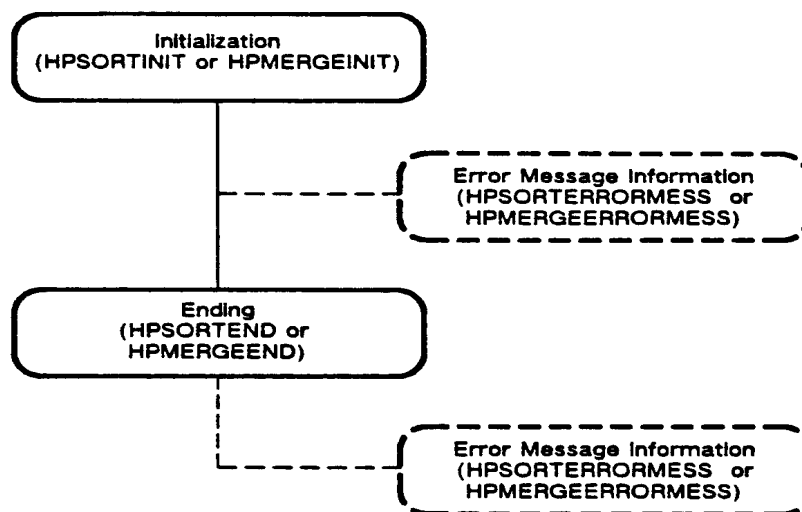 Initialization
(HPSORTINIT or HPMERGEINIT)
Error Message Information
(HPSORTERRORMESS or
HPMERGEERRORMESS)
Ending
(HPSORTEND or
HPMERGEEND)
Error Message Information
(HPSORTERRORMESS or
HPMERGEERRORMESS)